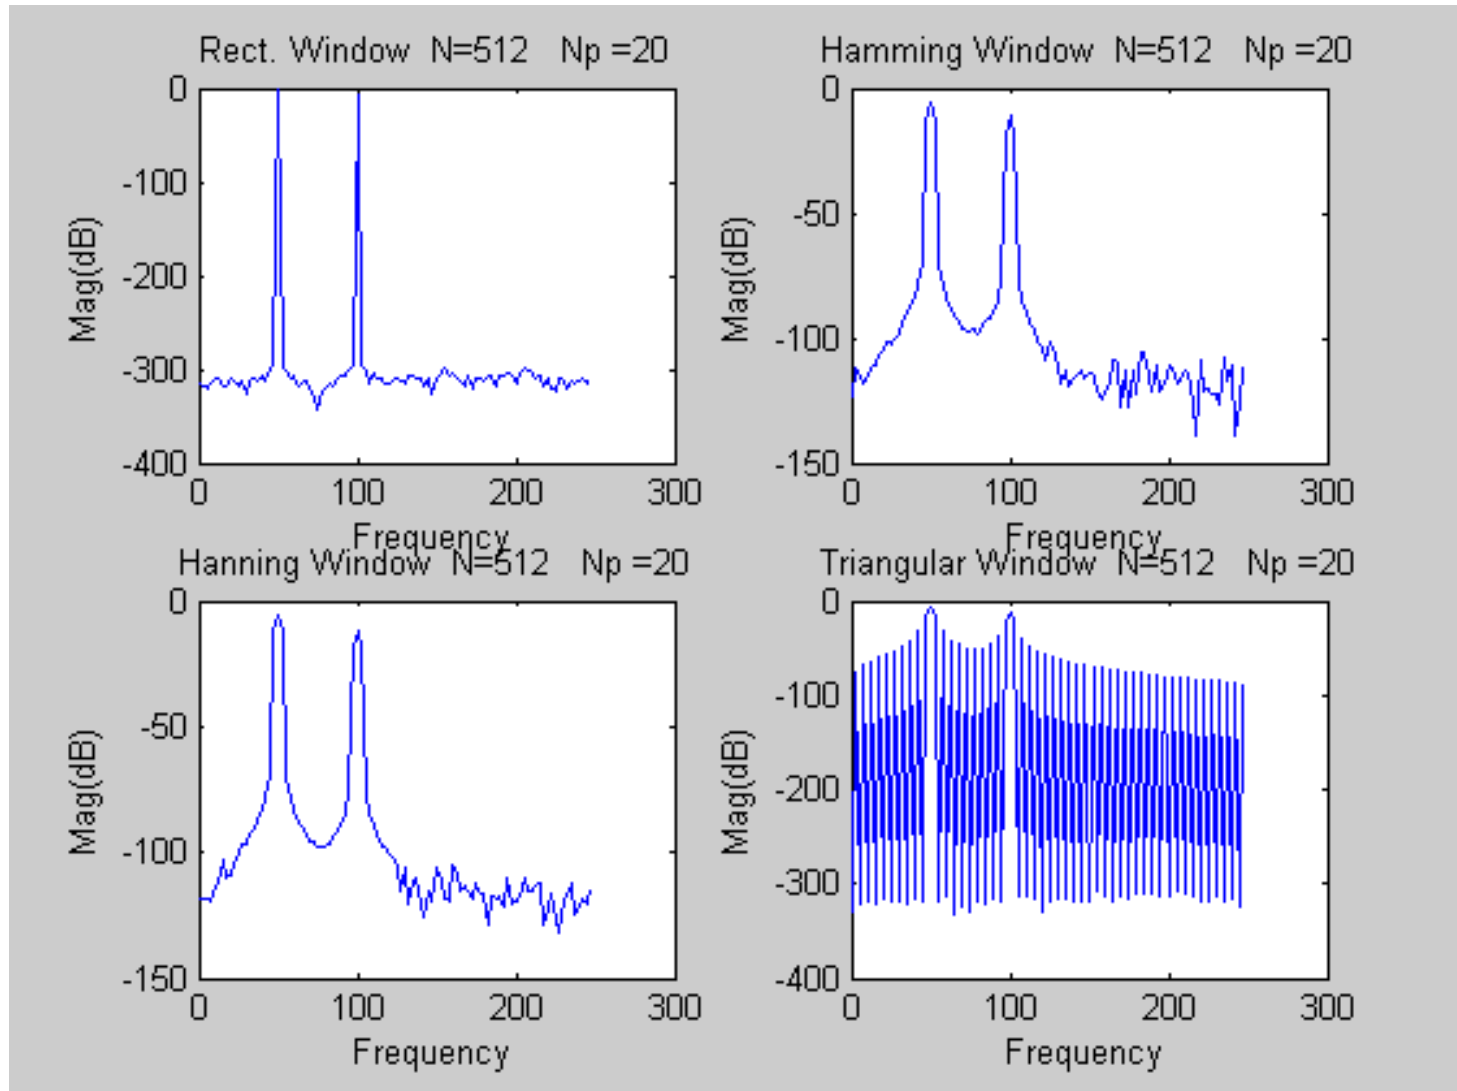 Rect. Window N=512 Np =20
0
-100
-200
-300
-400
Mag(dB)
0 100 200 300
Frequency
Hamming Window N=512 Np =20
0
-50
-100
-150
Mag(dB)
0 100 200 300
Frequency
Hanning Window N=512 Np =20
0
-50
-100
-150
Mag(dB)
0 100 200 300
Frequency
Triangular Window N=512 Np =20
0
-100
-200
-300
-400
Mag(dB)
0 100 200 300
Frequency